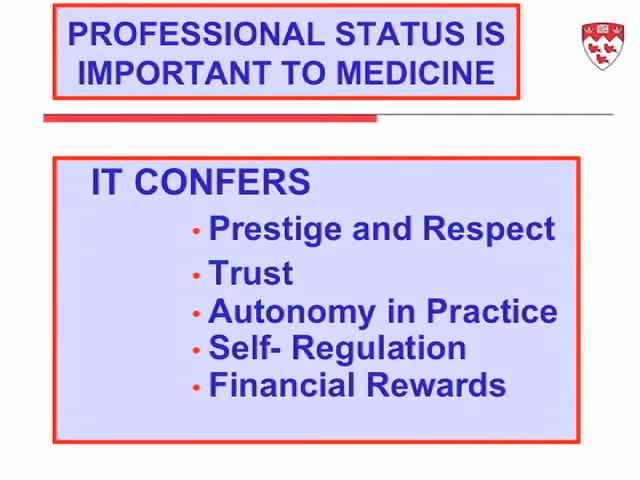 PROFESSIONAL STATUS IS
IMPORTANT TO MEDICINE
IT CONFERS
• Prestige and Respect
• Trust
• Autonomy in Practice
• Self- Regulation
• Financial Rewards